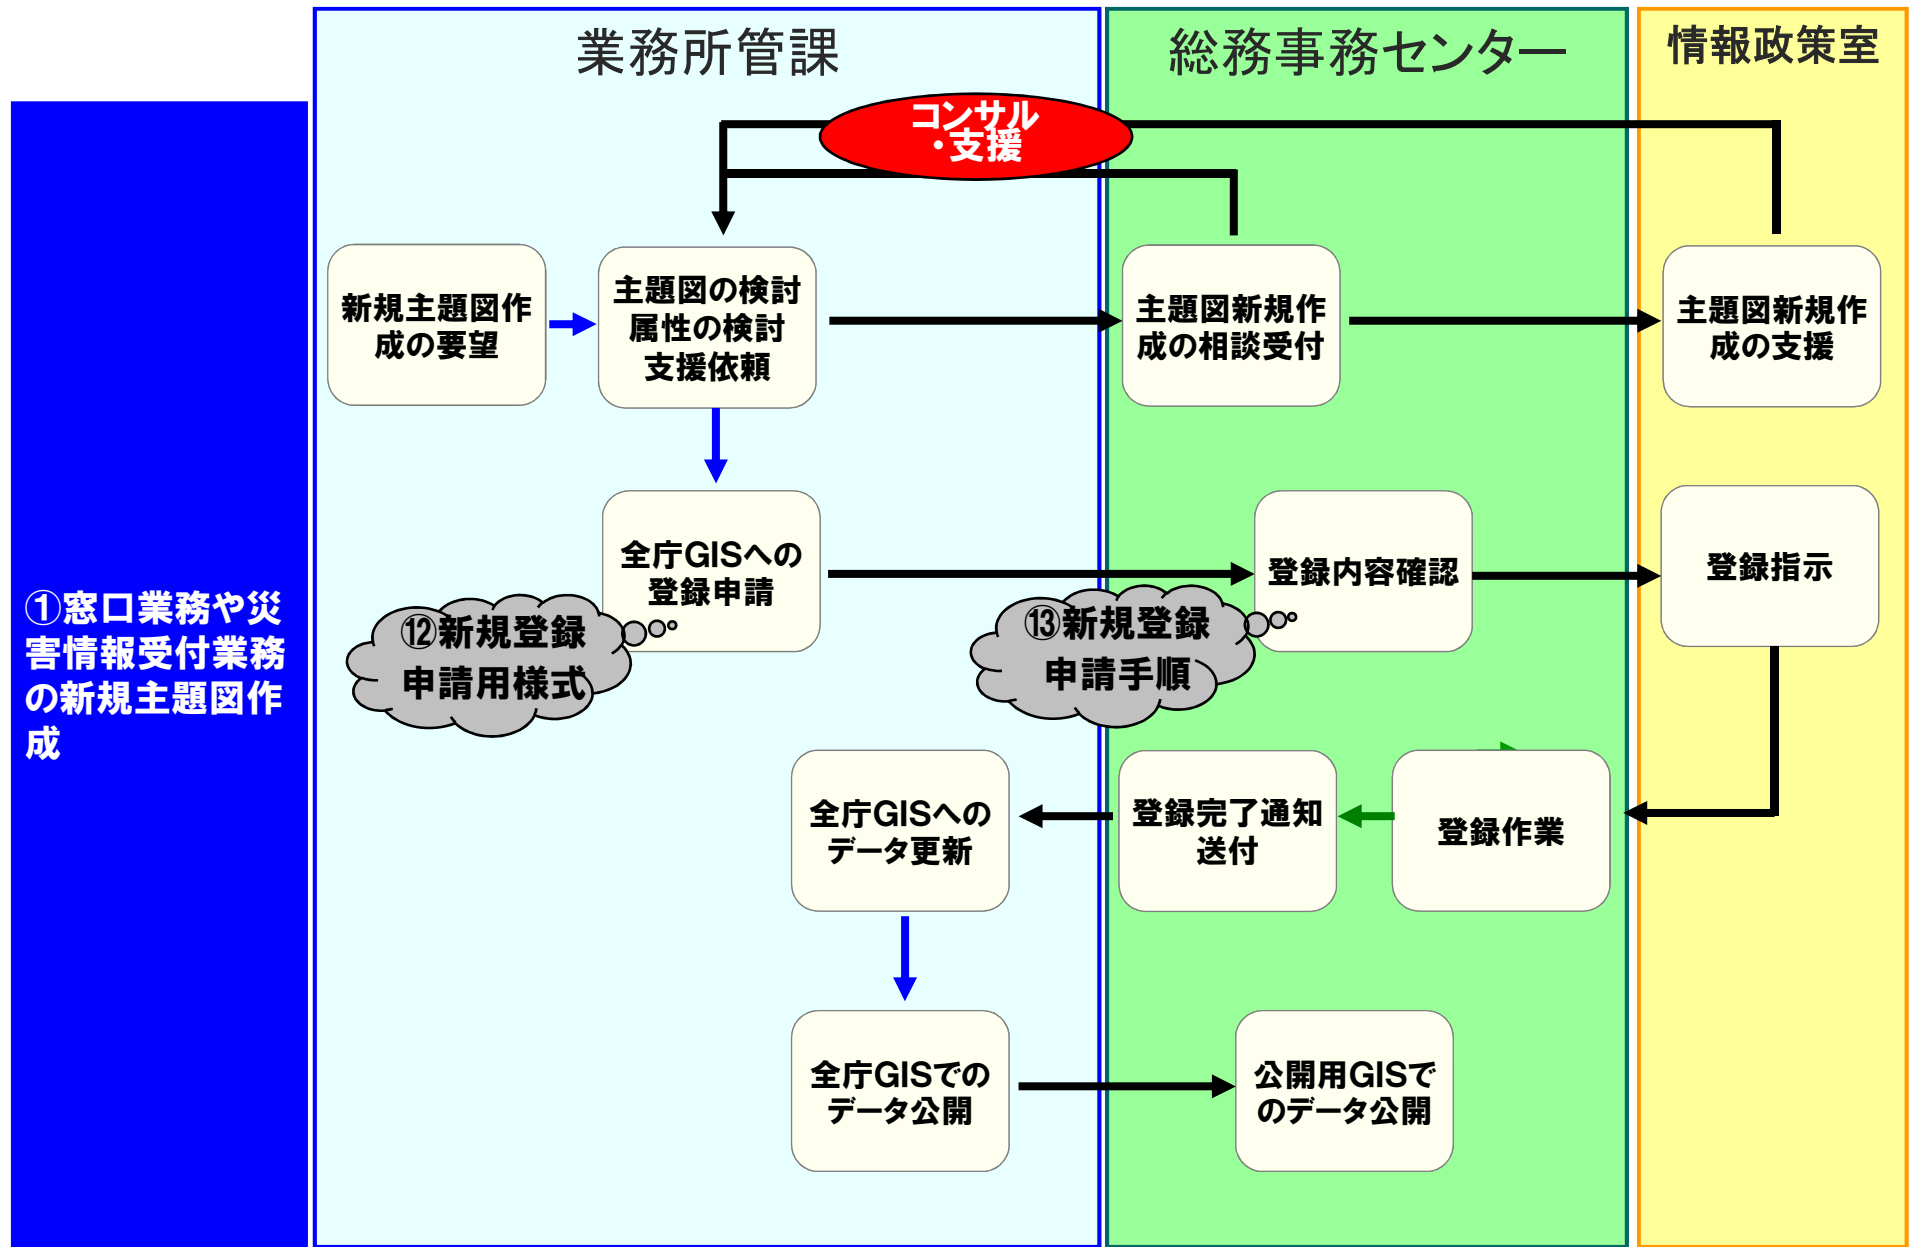 業務所管課
総務事務センター
情報政策室
コンサル
・支援
①窓口業務や災
害情報受付業務
の新規主題図作
成
新規主題図作
成の要望
主題図の検討
属性の検討
支援依頼
主題図新規作
成の相談受付
主題図新規作
成の支援
全庁GISへの
登録申請
⑫新規登録
申請用様式
登録内容確認
⑬新規登録
申請手順
登録指示
全庁GISへの
データ更新
登録完了通知
送付
登録作業
全庁GISでの
データ公開
公開用GISで
のデータ公開